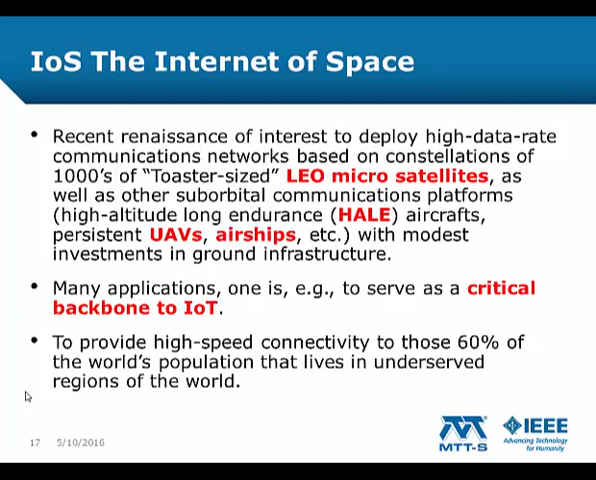 IoS The Internet of Space
• Recent renaissance of interest to deploy high-data-rate
communications networks based on constellations of
1000's of “Toaster-sized” LEO micro satellites, as
well as other suborbital communications platforms
(high-altitude long endurance (HALE) aircrafts,
persistent UAVs, airships, etc.) with modest
investments in ground infrastructure.
• Many applications, one is, e.g., to serve as a critical
backbone to IoT.
• To provide high-speed connectivity to those 60% of
the world's population that lives in underserved
regions of the world.
17 5/10/2016
MTT-S
IEEE
Advancing Technology
for Humanity